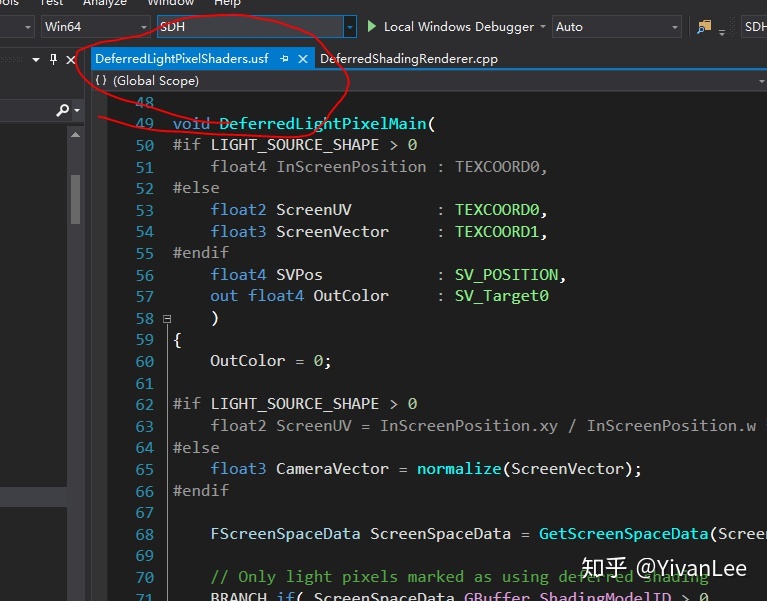 Test Analyze Window Help
Win64 SDH Local Windows Debugger Auto SDH
DeferredLightPixelShaders.usf DeferredShadingRenderer.cpp
{} (Global Scope)
48
49 void DeferredLightPixelMain(
50 #if LIGHT_SOURCE_SHAPE > 0
51 float4 InScreenPosition : TEXCOORD0,
52 #else
53 float2 ScreenUV : TEXCOORD0,
54 float3 ScreenVector : TEXCOORD1,
55 #endif
56 float4 SVPos : SV_POSITION,
57 out float4 OutColor : SV_Target0
58 )
59 {
60 OutColor = 0;
61
62 #if LIGHT_SOURCE_SHAPE > 0
63 float2 ScreenUV = InScreenPosition.xy / InScreenPosition.w
64 #else
65 float3 CameraVector = normalize(ScreenVector);
66 #endif
67
68 FScreenSpaceData ScreenSpaceData = GetScreenSpaceData(Screen
69
70 // Only light pixels marked as using deferred shading
71 BRANCH if( ScreenSpaceData.GBuffer.ShadingModelID > 0
知乎 @YivanLee